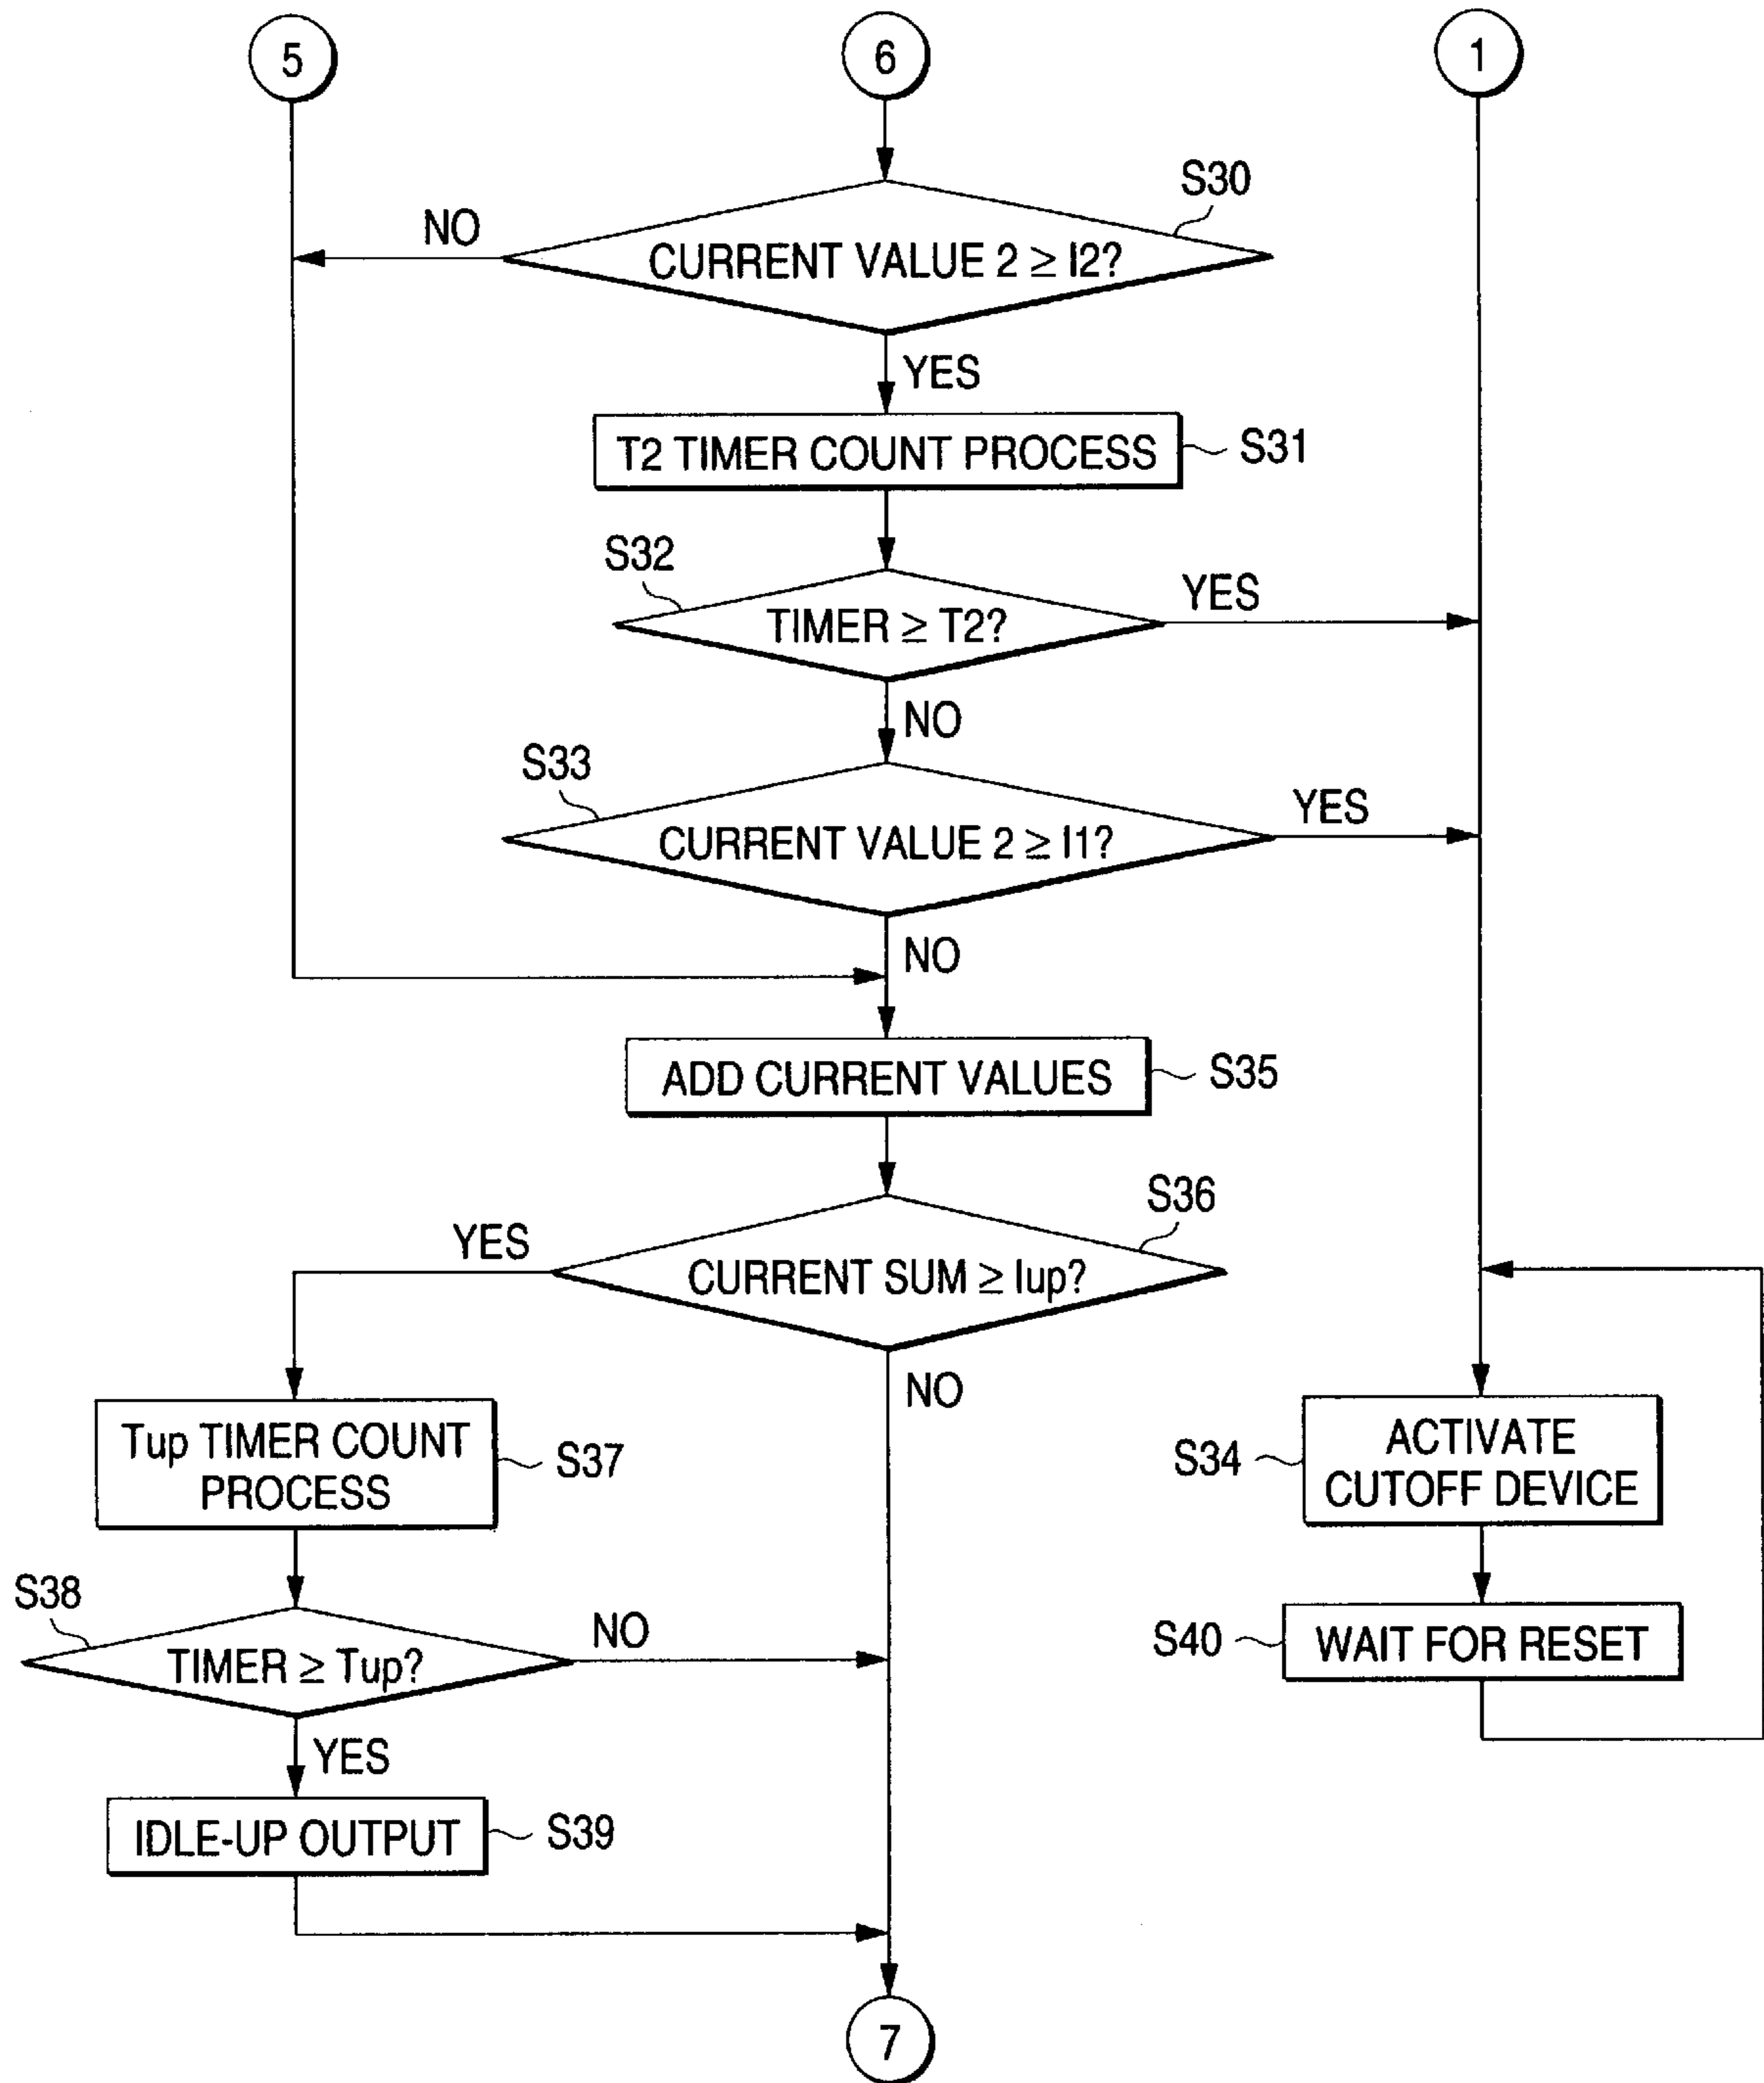 5
6
1
S30
NO
CURRENT VALUE 2 ≥ I2?
YES
T2 TIMER COUNT PROCESS
S31
S32
TIMER ≥ T2?
YES
NO
S33
CURRENT VALUE 2 ≥ I1?
YES
NO
ADD CURRENT VALUES
S35
S36
YES
CURRENT SUM ≥ Iup?
NO
Tup TIMER COUNT
PROCESS
S37
S34
ACTIVATE
CUTOFF DEVICE
S38
TIMER ≥ Tup?
NO
S40
WAIT FOR RESET
YES
IDLE-UP OUTPUT
S39
7